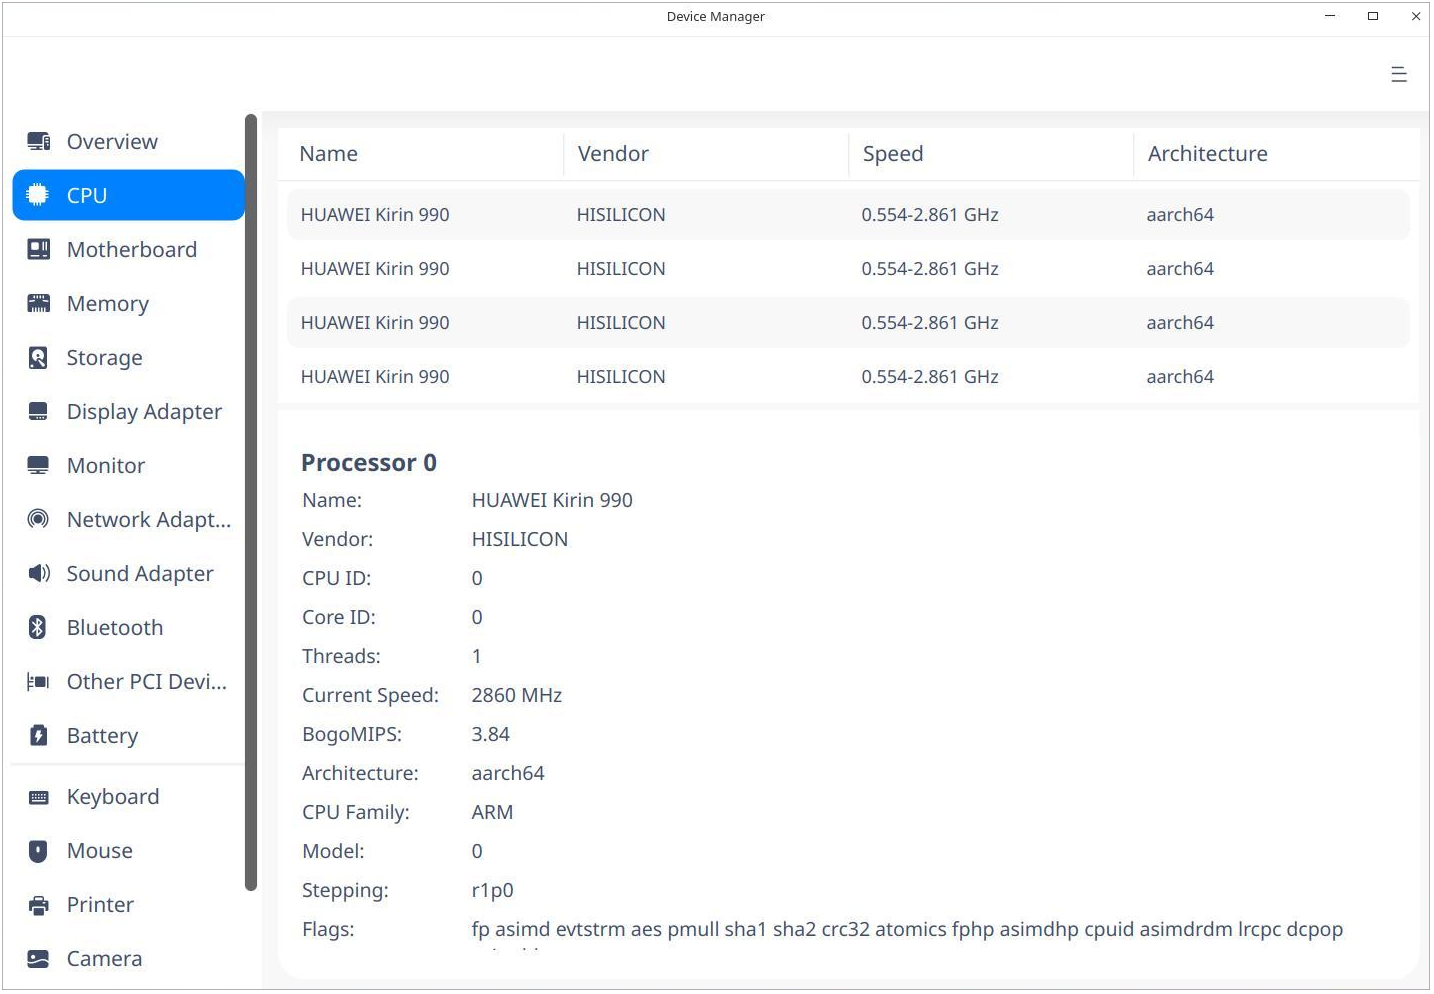 Device Manager
Overview
CPU
Motherboard
Memory
Storage
Display Adapter
Monitor
Network Adapt...
Sound Adapter
Bluetooth
Other PCI Devi...
Battery
Keyboard
Mouse
Printer
Camera
Name Vendor Speed Architecture
HUAWEI Kirin 990 HISILICON 0.554-2.861 GHz aarch64
HUAWEI Kirin 990 HISILICON 0.554-2.861 GHz aarch64
HUAWEI Kirin 990 HISILICON 0.554-2.861 GHz aarch64
HUAWEI Kirin 990 HISILICON 0.554-2.861 GHz aarch64
Processor 0
Name: HUAWEI Kirin 990
Vendor: HISILICON
CPU ID: 0
Core ID: 0
Threads: 1
Current Speed: 2860 MHz
BogoMIPS: 3.84
Architecture: aarch64
CPU Family: ARM
Model: 0
Stepping: r1p0
Flags: fp asimd evtstrm aes pmull sha1 sha2 crc32 atomics fphp asimdhp cpuid asimdrdm lrcpc dcpop